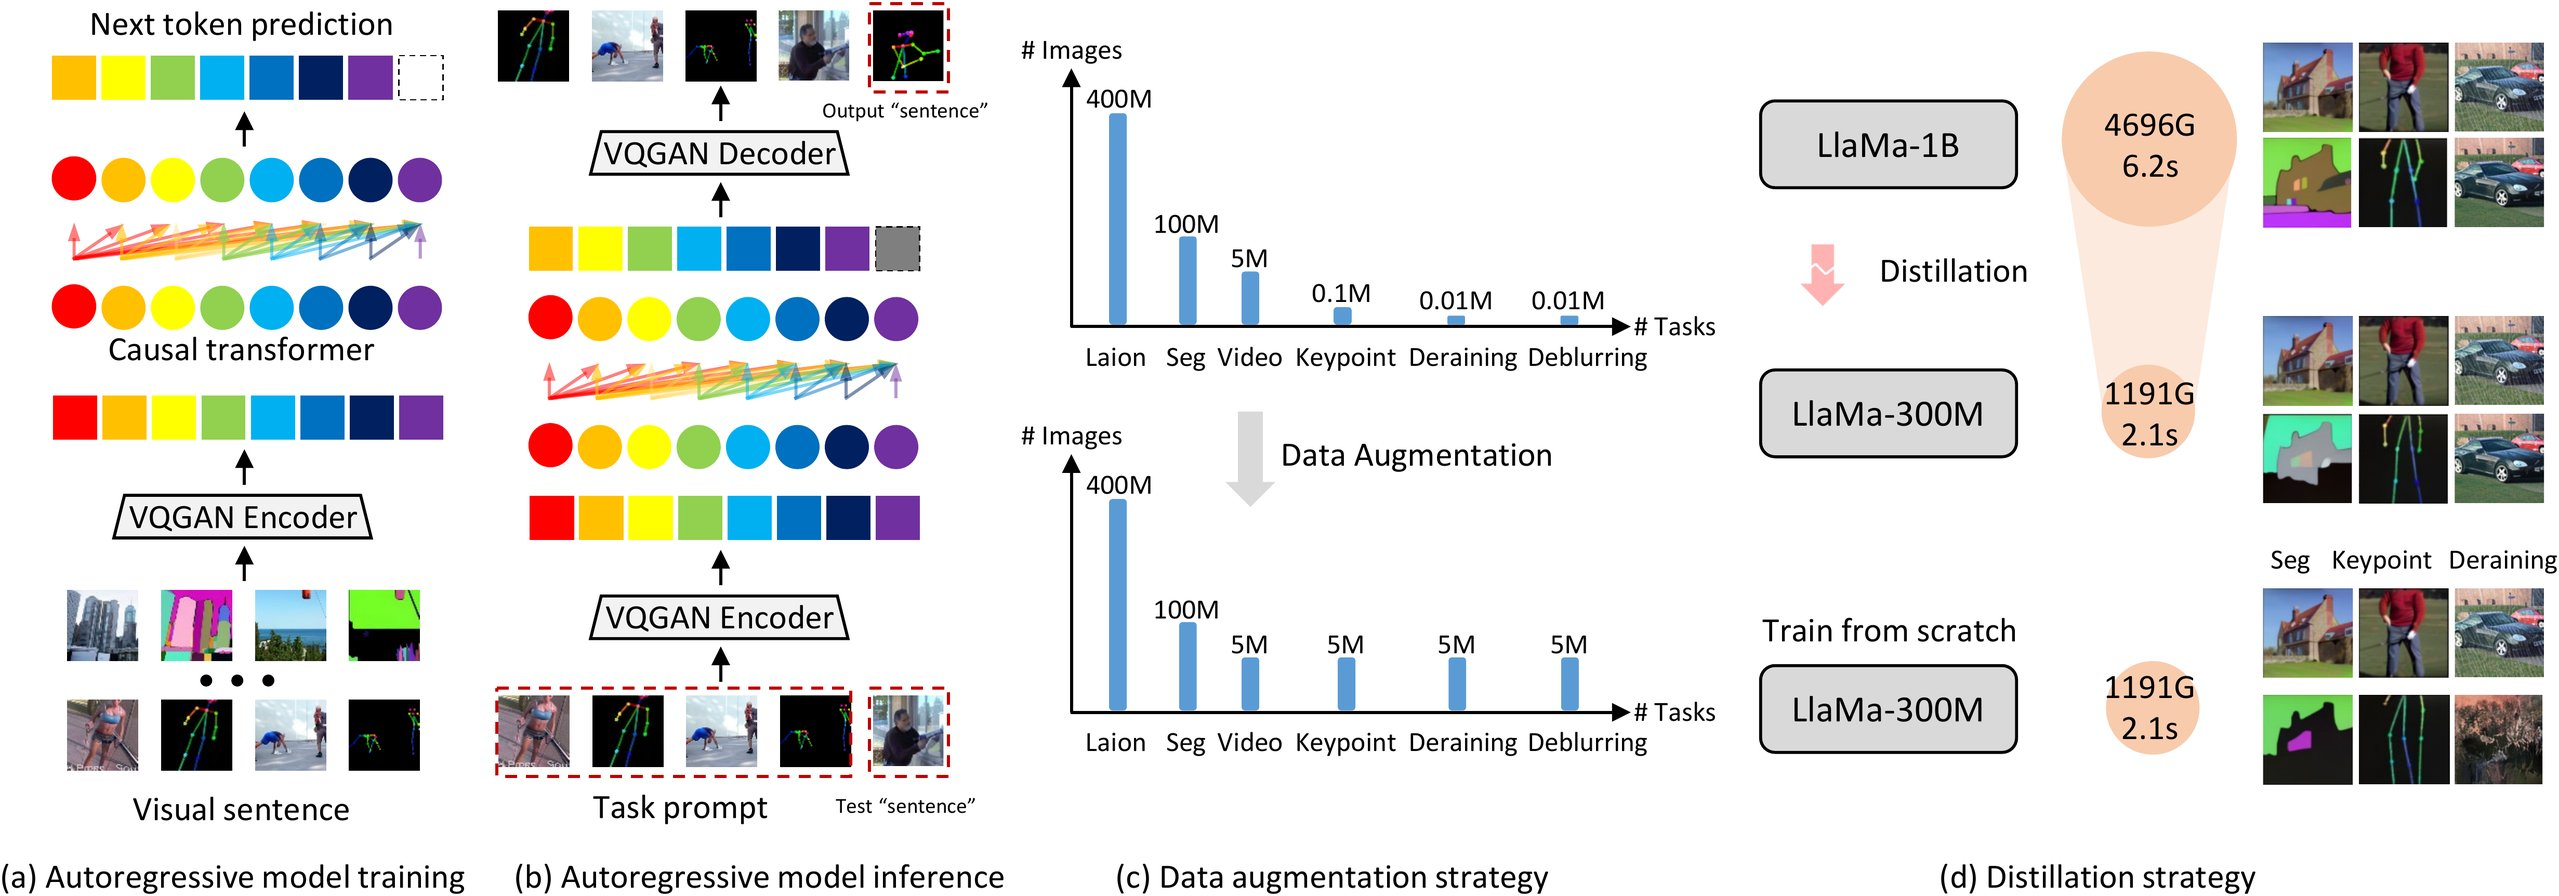 Next token prediction
Causal transformer
VQGAN Encoder
Visual sentence
(a) Autoregressive model training
Output “sentence”
VQGAN Decoder
VQGAN Encoder
Task prompt
Test “sentence”
(b) Autoregressive model inference
# Images
400M
100M
5M
0.1M
0.01M
0.01M
# Tasks
Laion Seg Video Keypoint Deraining Deblurring
Data Augmentation
# Images
400M
100M
5M
5M
5M
5M
# Tasks
Laion Seg Video Keypoint Deraining Deblurring
(c) Data augmentation strategy
LlaMa-1B
4696G
6.2s
Distillation
LlaMa-300M
1191G
2.1s
Seg Keypoint Deraining
Train from scratch
LlaMa-300M
1191G
2.1s
(d) Distillation strategy